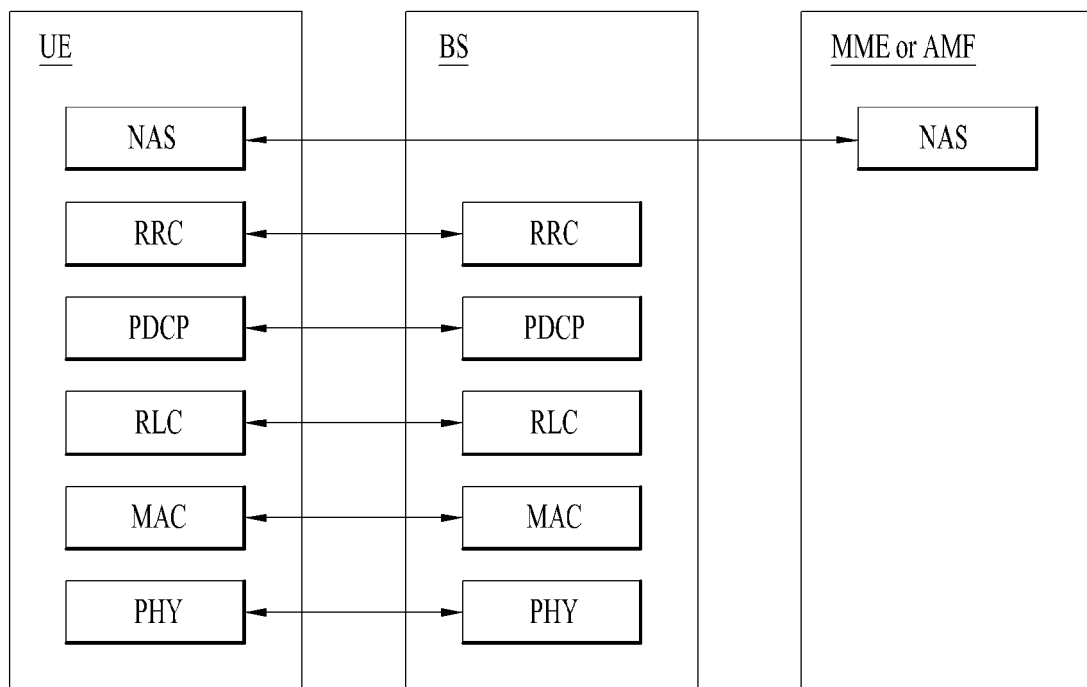 UE
BS
MME or AMF
NAS
NAS
RRC
RRC
PDCP
PDCP
RLC
RLC
MAC
MAC
PHY
PHY